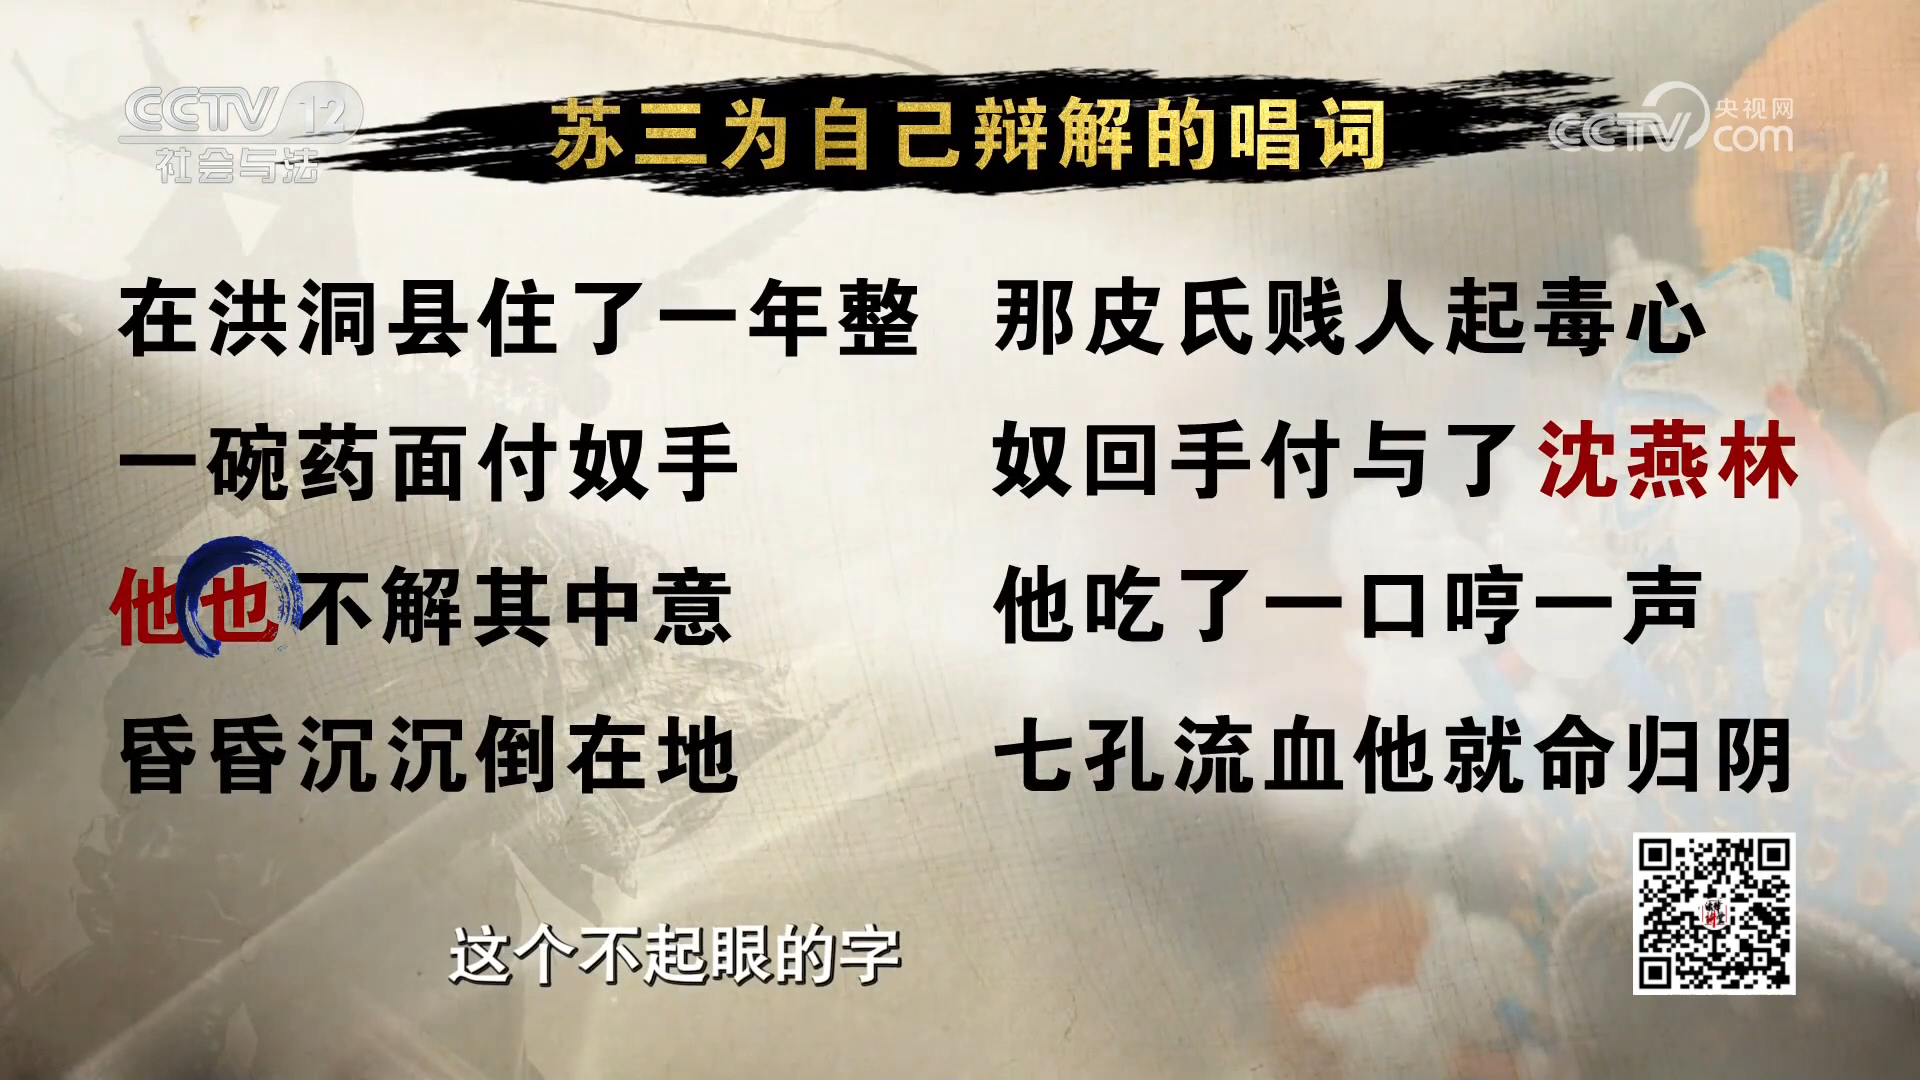 CCTV 12
社会与法
苏三为自己辩解的唱词
央视网
CCTV.com
在洪洞县住了一年整 那皮氏贱人起毒心
一碗药面付奴手 奴回手付与了沈燕林
他也不解其中意 他吃了一口哼一声
昏昏沉沉倒在地 七孔流血他就命归阴
这个不起眼的字